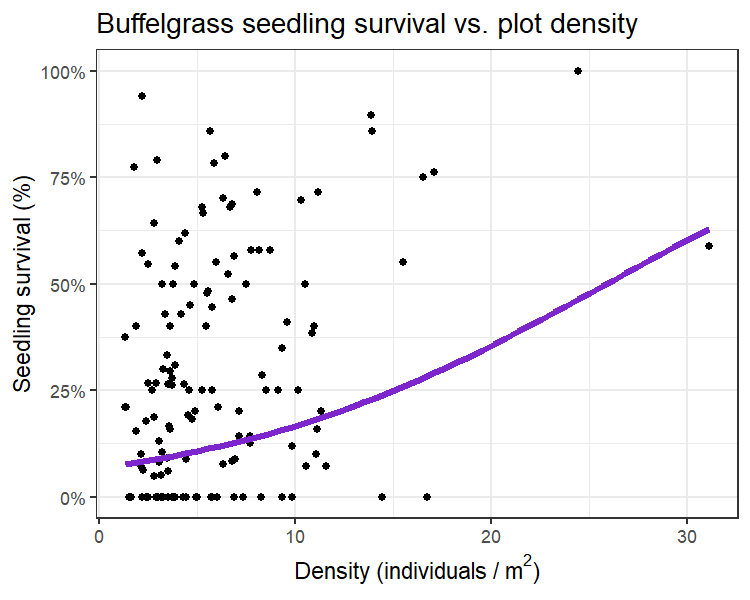 Buffelgrass seedling survival vs. plot density
100%
75%
50%
25%
0%
Seedling survival (%)
0 10 20 30
Density (individuals / m²)